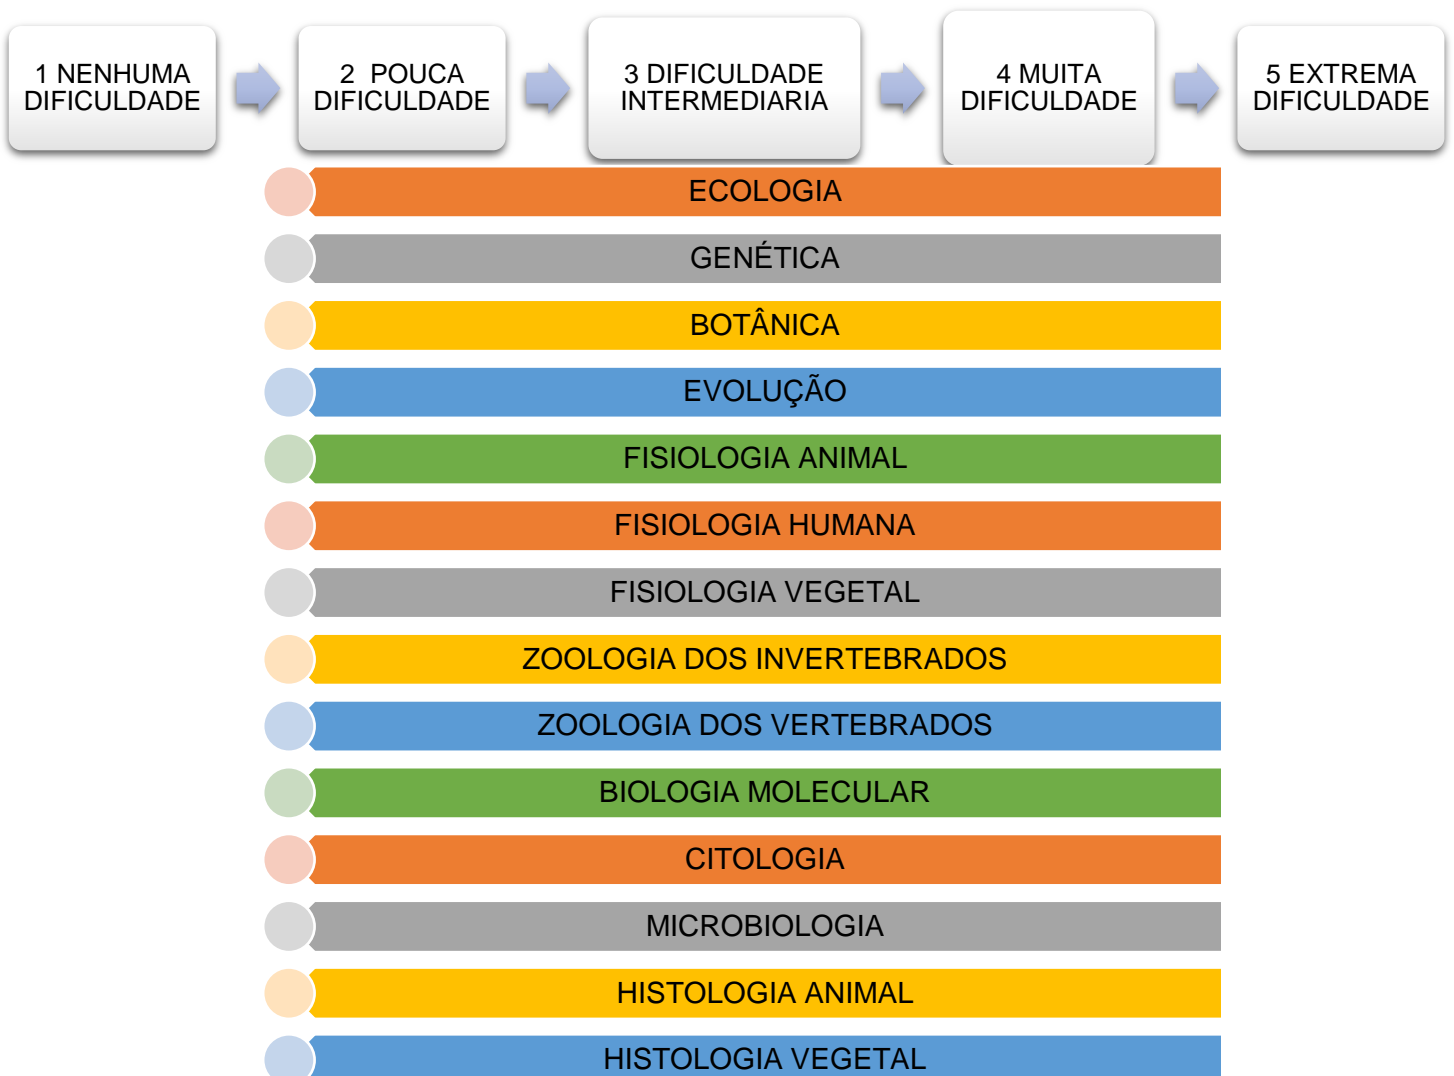 1 NENHUMA
DIFICULDADE
2 POUCA
DIFICULDADE
3 DIFICULDADE
INTERMEDIARIA
4 MUITA
DIFICULDADE
5 EXTREMA
DIFICULDADE
ECOLOGIA
GENÉTICA
BOTÂNICA
EVOLUÇÃO
FISIOLOGIA ANIMAL
FISIOLOGIA HUMANA
FISIOLOGIA VEGETAL
ZOOLOGIA DOS INVERTEBRADOS
ZOOLOGIA DOS VERTEBRADOS
BIOLOGIA MOLECULAR
CITOLOGIA
MICROBIOLOGIA
HISTOLOGIA ANIMAL
HISTOLOGIA VEGETAL